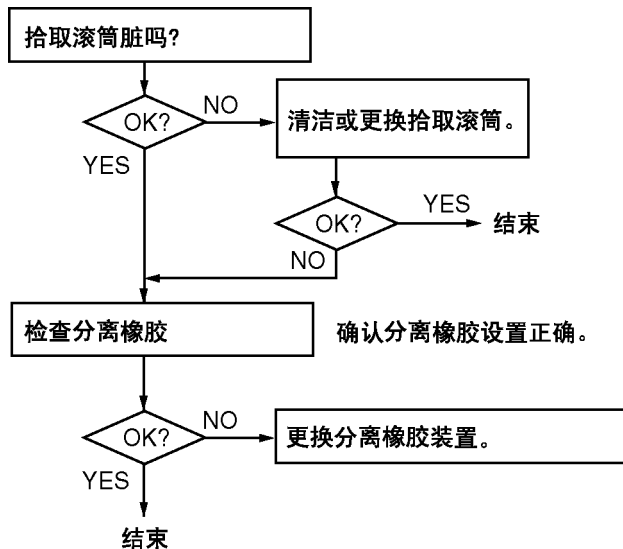 拾取滚筒脏吗?
OK?
NO
清洁或更换拾取滚筒。
YES
OK?
YES
结束
NO
检查分离橡胶
确认分离橡胶设置正确。
OK?
NO
更换分离橡胶装置。
YES
结束